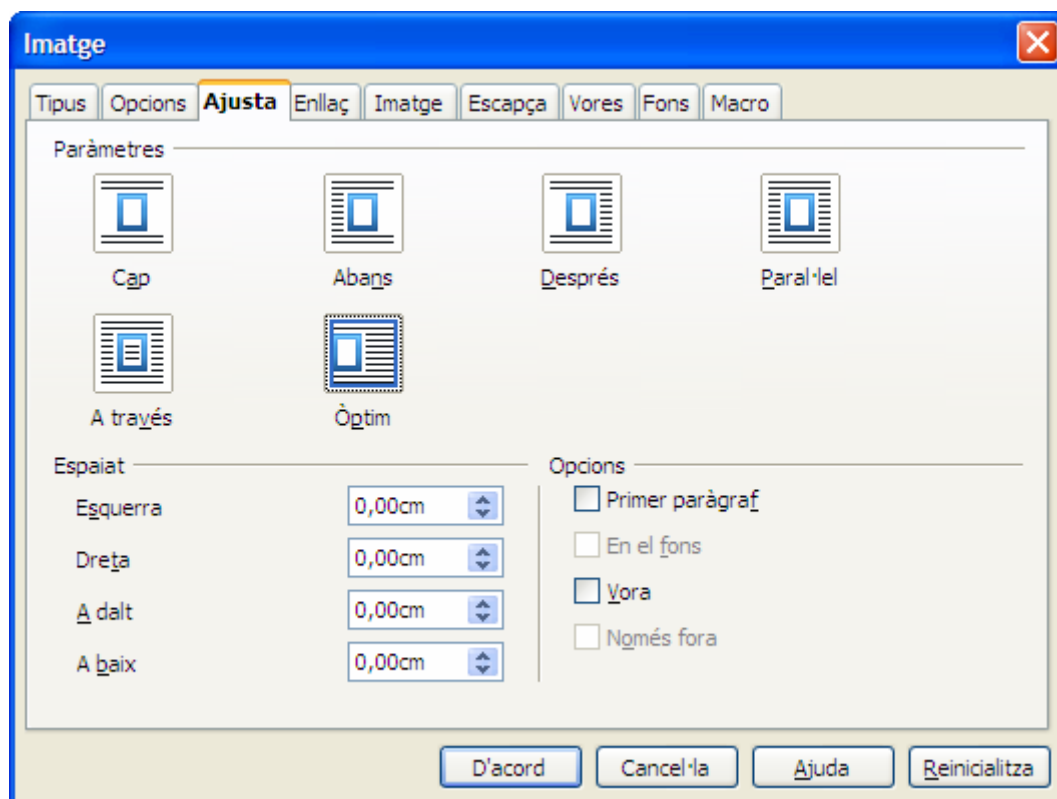 Imatge
Tipus Opcions Ajusta Enllaç Imatge Escapça Vores Fons Macro
Paràmetres
Cap Abans Després Paral·lel
A través Òptim
Espaiat Opcions
Esquerra 0,00cm Primer paràgraf
Dreta 0,00cm En el fons
A dalt 0,00cm Vora
A baix 0,00cm Només fora
D'acord Cancel·la Ajuda Reinicialitza